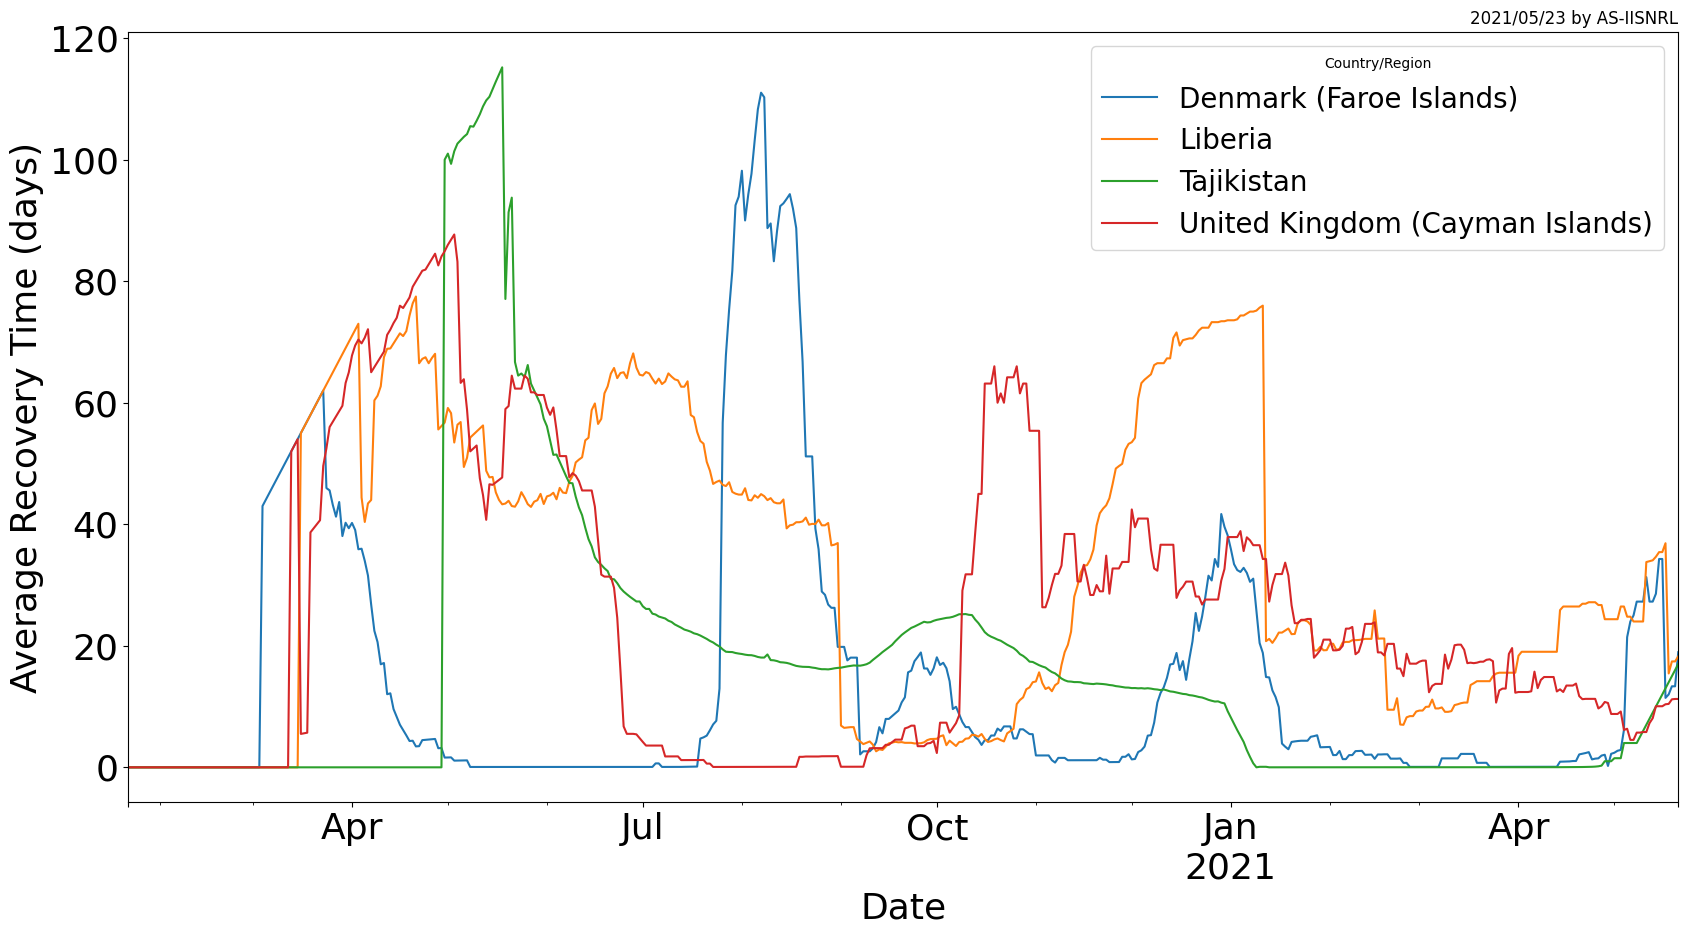 2021/05/23 by AS-IISNRL
Average Recovery Time (days)
120
100
80
60
40
20
0
Country/Region
Denmark (Faroe Islands)
Liberia
Tajikistan
United Kingdom (Cayman Islands)
Apr
Jul
Oct
Jan
2021
Apr
Date